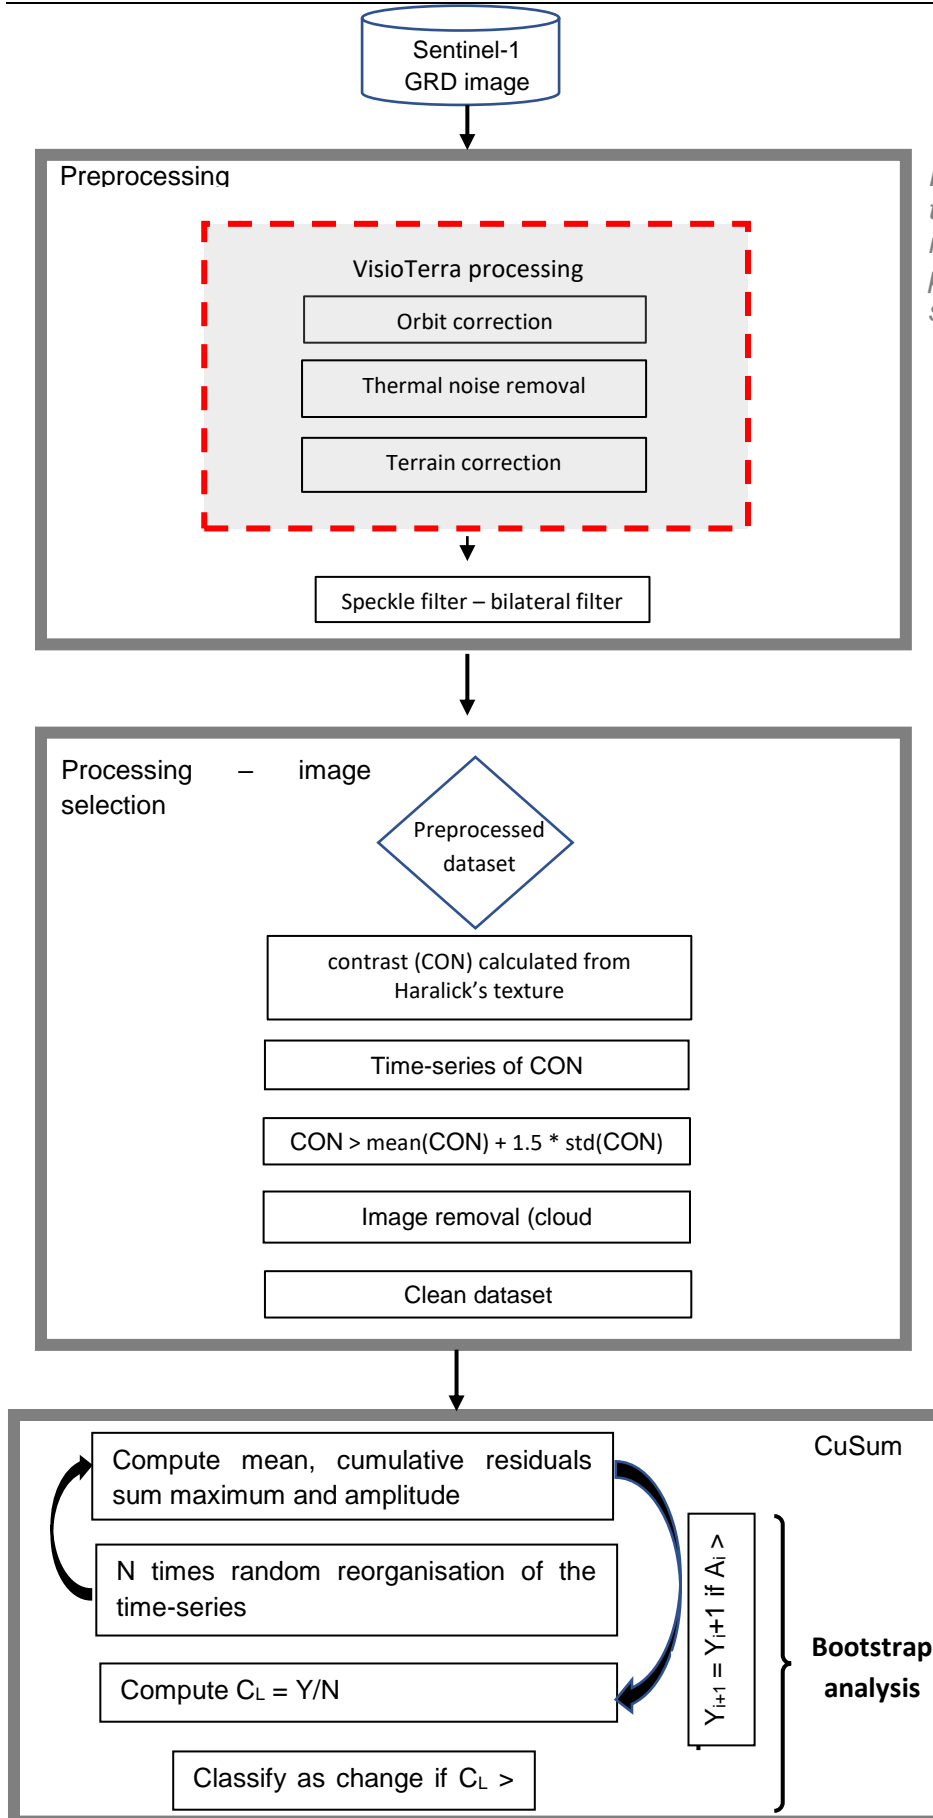 Sentinel-1
GRD image
Preprocessing
VisioTerra processing
Orbit correction
Thermal noise removal
Terrain correction
Speckle filter – bilateral filter
Processing – image
selection
Preprocessed
dataset
contrast (CON) calculated from
Haralick's texture
Time-series of CON
CON > mean(CON) + 1.5 * std(CON)
Image removal (cloud
Clean dataset
CuSum
Compute mean, cumulative residuals
sum maximum and amplitude
N times random reorganisation of the
time-series
Compute CL = Y/N
Classify as change if CL >
Yi+1 = Yi+1 if Ai >
Bootstrap
analysis